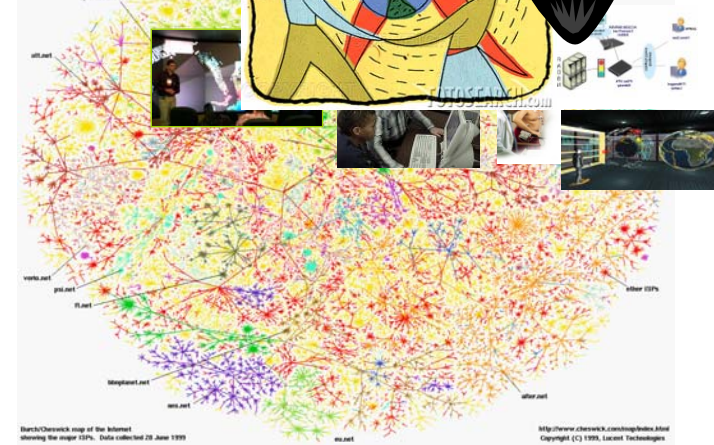 FOTOSEARCH.com
alt.net
verio.net
psi.net
fl.net
other ISPs
bbnplanet.net
ans.net
alter.net
eu.net
Burch/Cheswick map of the Internet
showing the major ISPs. Data collected 28 June 1999
http://www.cheswick.com/map/index.html
Copyright (C) 1999, Lucent Technologies